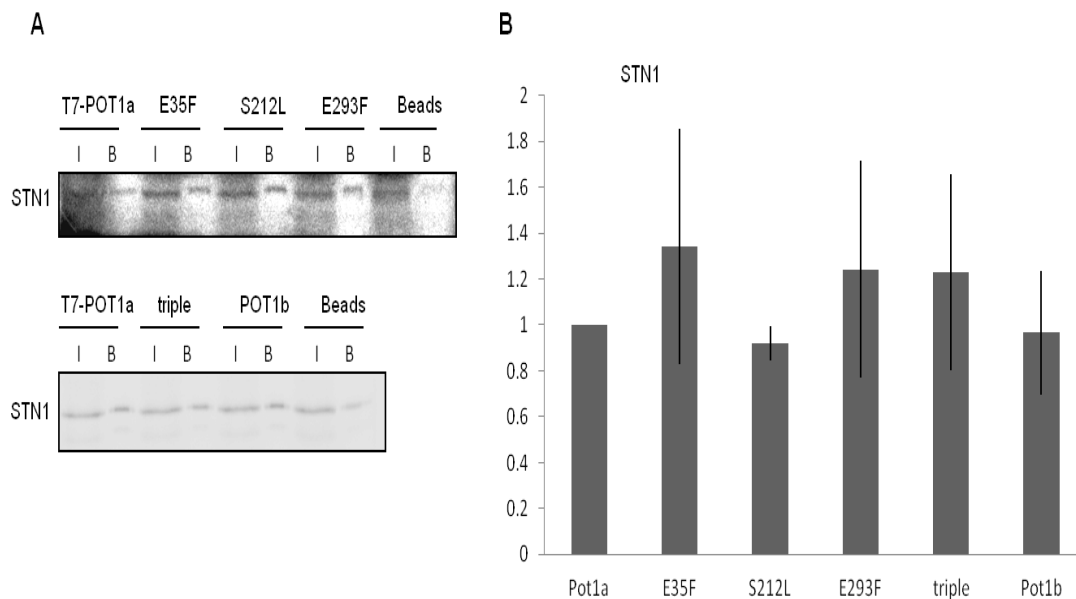 A
T7-POT1a E35F S212L E293F Beads
I B I B I B I B I B
STN1
T7-POT1a triple POT1b Beads
I B I B I B I B
STN1
B
STN1
2
1.8
1.6
1.4
1.2
1
0.8
0.6
0.4
0.2
0
Pot1a E35F S212L E293F triple Pot1b